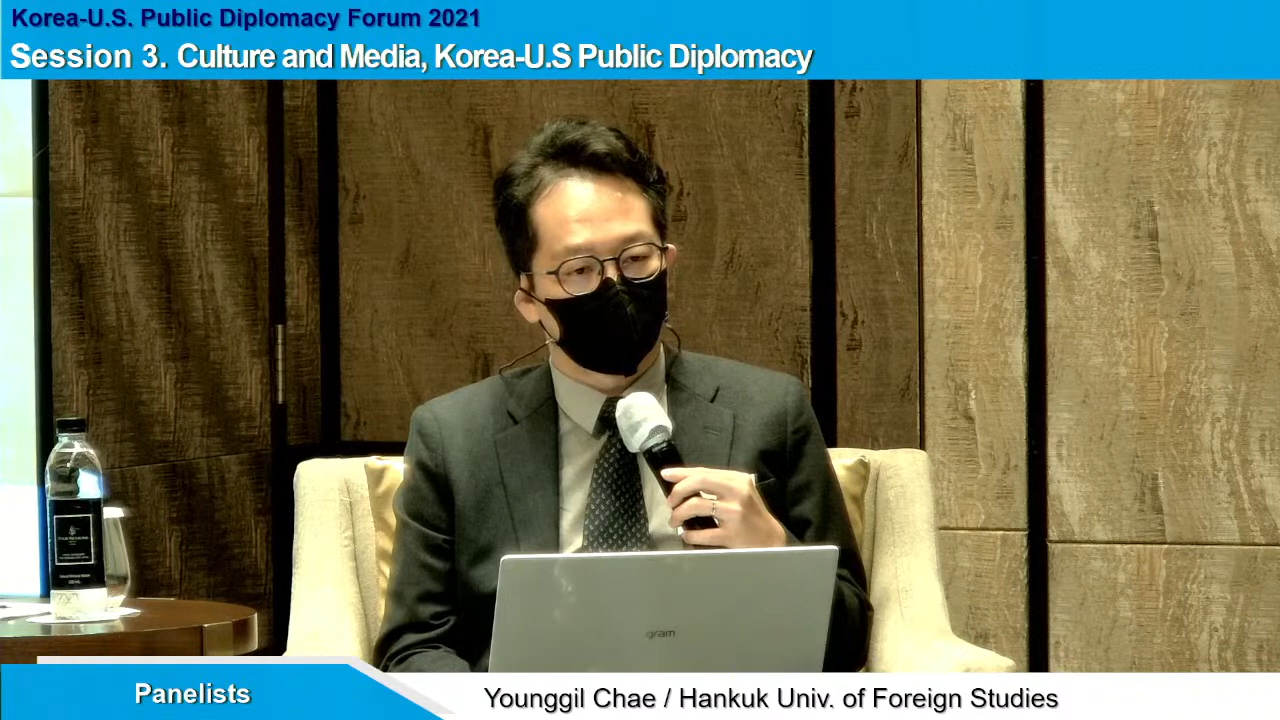 Korea-U.S. Public Diplomacy Forum 2021
Session 3. Culture and Media, Korea-U.S Public Diplomacy
gram
Panelists
Younggil Chae / Hankuk Univ. of Foreign Studies